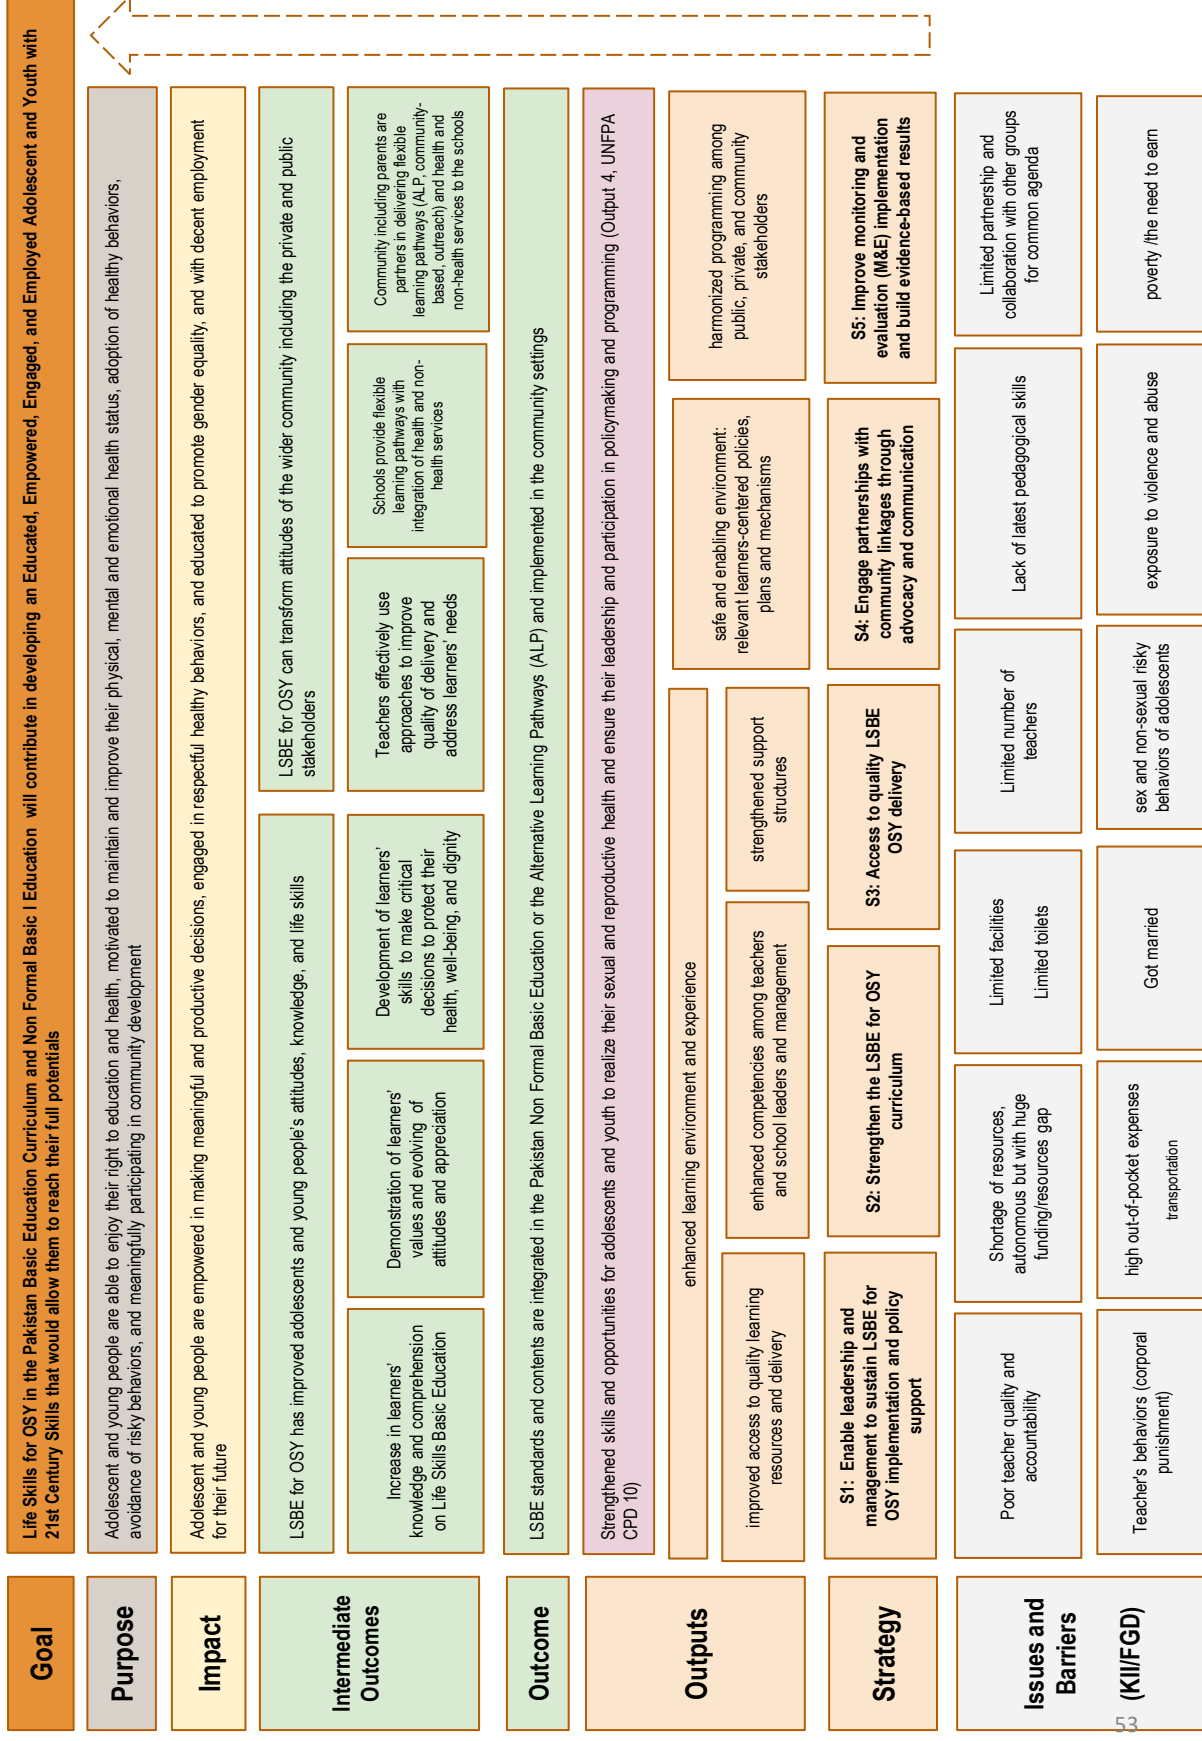 Goal
Life Skills for OSY in the Pakistan Basic Education Curriculum and Non Formal Basic I Education will contribute in developing an Educated, Empowered, Engaged, and Employed Adolescent and Youth with
21st Century Skills that would allow them to reach their full potentials
Purpose
Adolescent and young people are able to enjoy their right to education and health, motivated to maintain and improve their physical, mental and emotional health status, adoption of healthy behaviors,
avoidance of risky behaviors, and meaningfully participating in community development
Impact
Adolescent and young people are empowered in making meaningful and productive decisions, engaged in respectful healthy behaviors, and educated to promote gender equality, and with decent employment
for their future
Intermediate
Outcomes
LSBE for OSY has improved adolescents and young people's attitudes, knowledge, and life skills
LSBE for OSY can transform attitudes of the wider community including the private and public
stakeholders
Increase in learners'
knowledge and comprehension
on Life Skills Basic Education
Demonstration of learners'
values and evolving of
attitudes and appreciation
Development of learners'
skills to make critical
decisions to protect their
health, well-being, and dignity
Teachers effectively use
approaches to improve
quality of delivery and
address learners' needs
Schools provide flexible
learning pathways with
integration of health and non-
health services
Community including parents are
partners in delivering flexible
learning pathways (ALP, community-
based, outreach) and health and
non-health services to the schools
Outcome
LSBE standards and contents are integrated in the Pakistan Non Formal Basic Education or the Alternative Learning Pathways (ALP) and implemented in the community settings
Outputs
Strengthened skills and opportunities for adolescents and youth to realize their sexual and reproductive health and ensure their leadership and participation in policymaking and programming (Output 4, UNFPA
CPD 10)
enhanced learning environment and experience
improved access to quality learning
resources and delivery
enhanced competencies among teachers
and school leaders and management
strengthened support
structures
safe and enabling environment:
relevant learners-centered policies,
plans and mechanisms
harmonized programming among
public, private, and community
stakeholders
Strategy
S1: Enable leadership and
management to sustain LSBE for
OSY implementation and policy
support
S2: Strengthen the LSBE for OSY
curriculum
S3: Access to quality LSBE
OSY delivery
S4: Engage partnerships with
community linkages through
advocacy and communication
S5: Improve monitoring and
evaluation (M&E) implementation
and build evidence-based results
Issues and
Barriers
(KII/FGD)
Poor teacher quality and
accountability
Shortage of resources,
autonomous but with huge
funding/resources gap
Limited facilities
Limited toilets
Limited number of
teachers
Lack of latest pedagogical skills
Limited partnership and
collaboration with other groups
for common agenda
Teacher's behaviors (corporal
punishment)
high out-of-pocket expenses
transportation
Got married
sex and non-sexual risky
behaviors of adolescents
exposure to violence and abuse
poverty /the need to earn
53